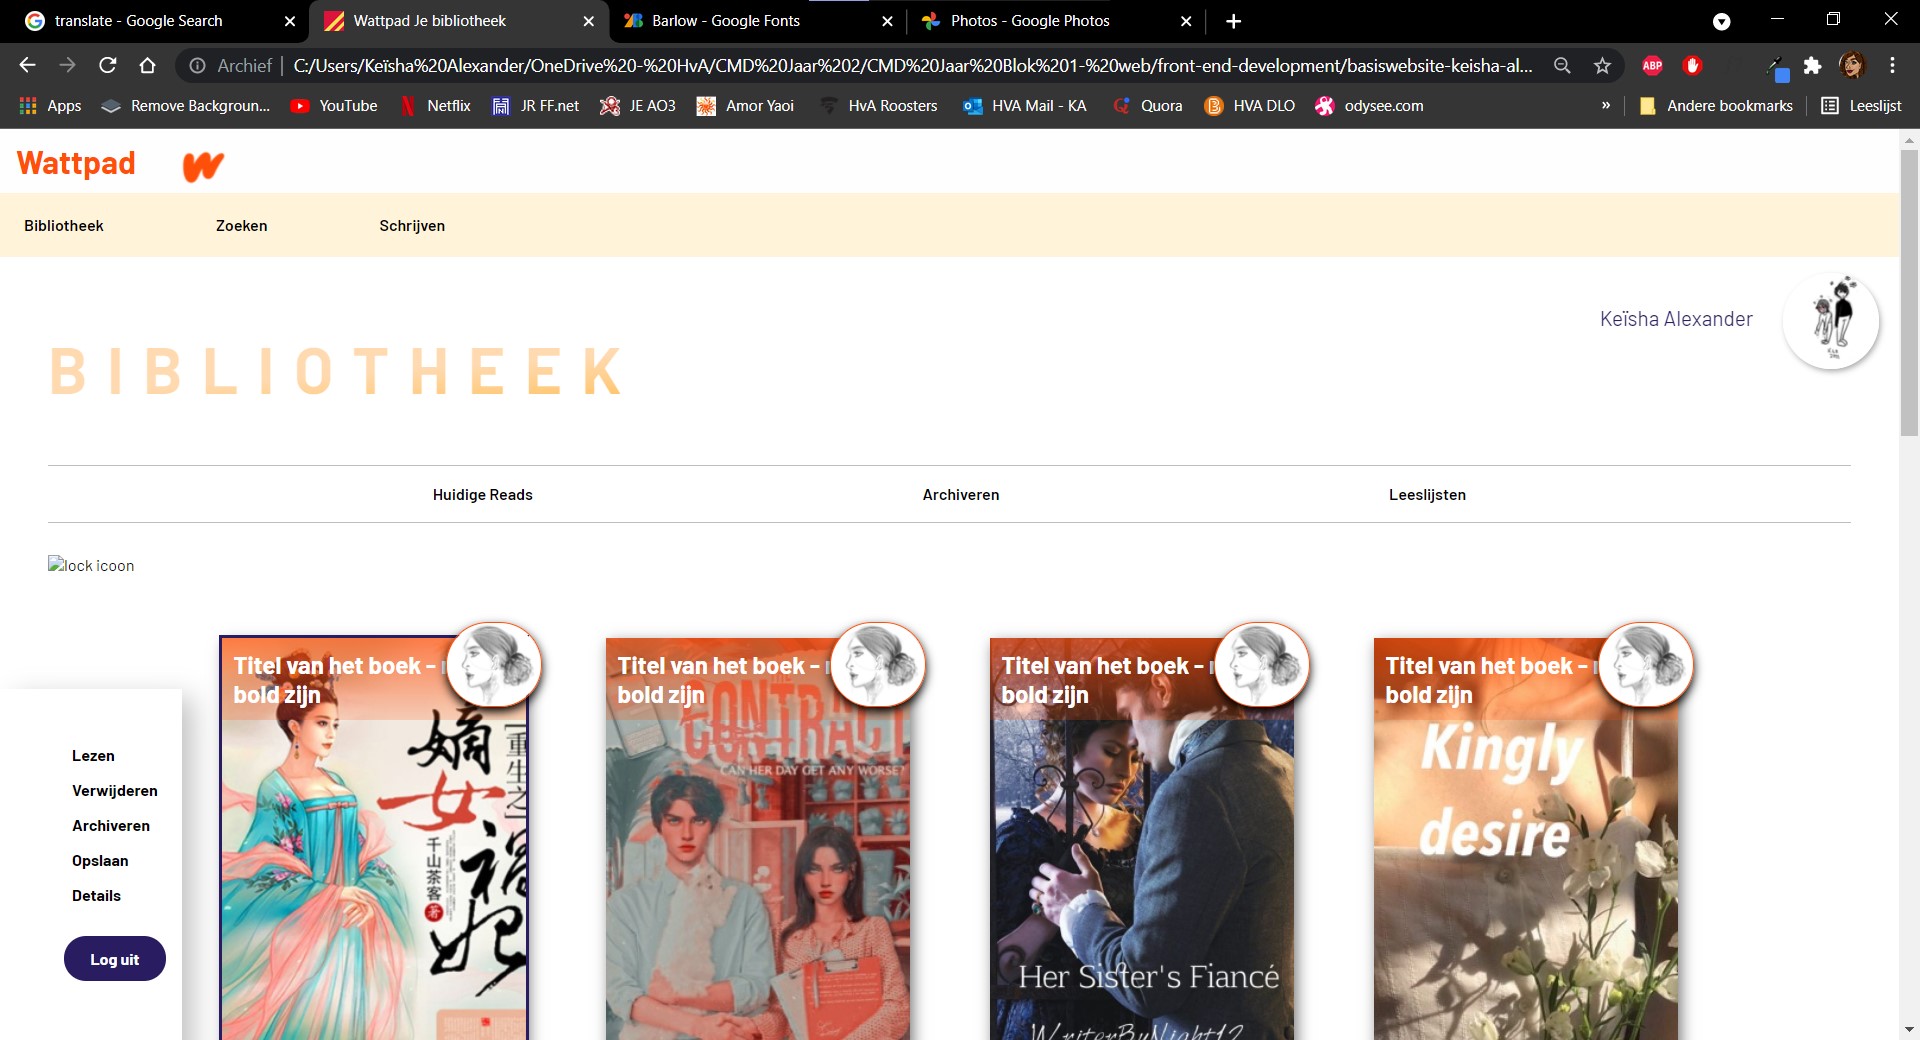 translate - Google Search
Wattpad Je bibliotheek
Barlow - Google Fonts
Photos - Google Photos
Archief
C:/Users/Keïsha%20Alexander/OneDrive%20-%20HvA/CMD%20Jaar%202/CMD%20Jaar%20Blok%201-%20web/front-end-development/basiswebsite-keisha-al...
ABP
Apps
Remove Backgroun...
YouTube
Netflix
JR FF.net
JE AO3
Amor Yaoi
HvA Roosters
HVA Mail - KA
Quora
HVA DLO
odysee.com
»
Andere bookmarks
Leeslijst
Wattpad
Bibliotheek
Zoeken
Schrijven
Keïsha Alexander
BIBLIOTHEEK
Huidige Reads
Archiveren
Leeslijsten
lock icoon
Titel van het boek -
bold zijn
Titel van het boek -
bold zijn
Titel van het boek -
bold zijn
Titel van het boek -
bold zijn
Lezen
Verwijderen
Archiveren
Opslaan
Details
Log uit
嫡
女
禍
妃
重生之
千山茶客
著
CONTRACT
CAN HER DAY GET ANY WORSE?
Her Sister's Fiancé
WriterByNight12
Kingly
desire